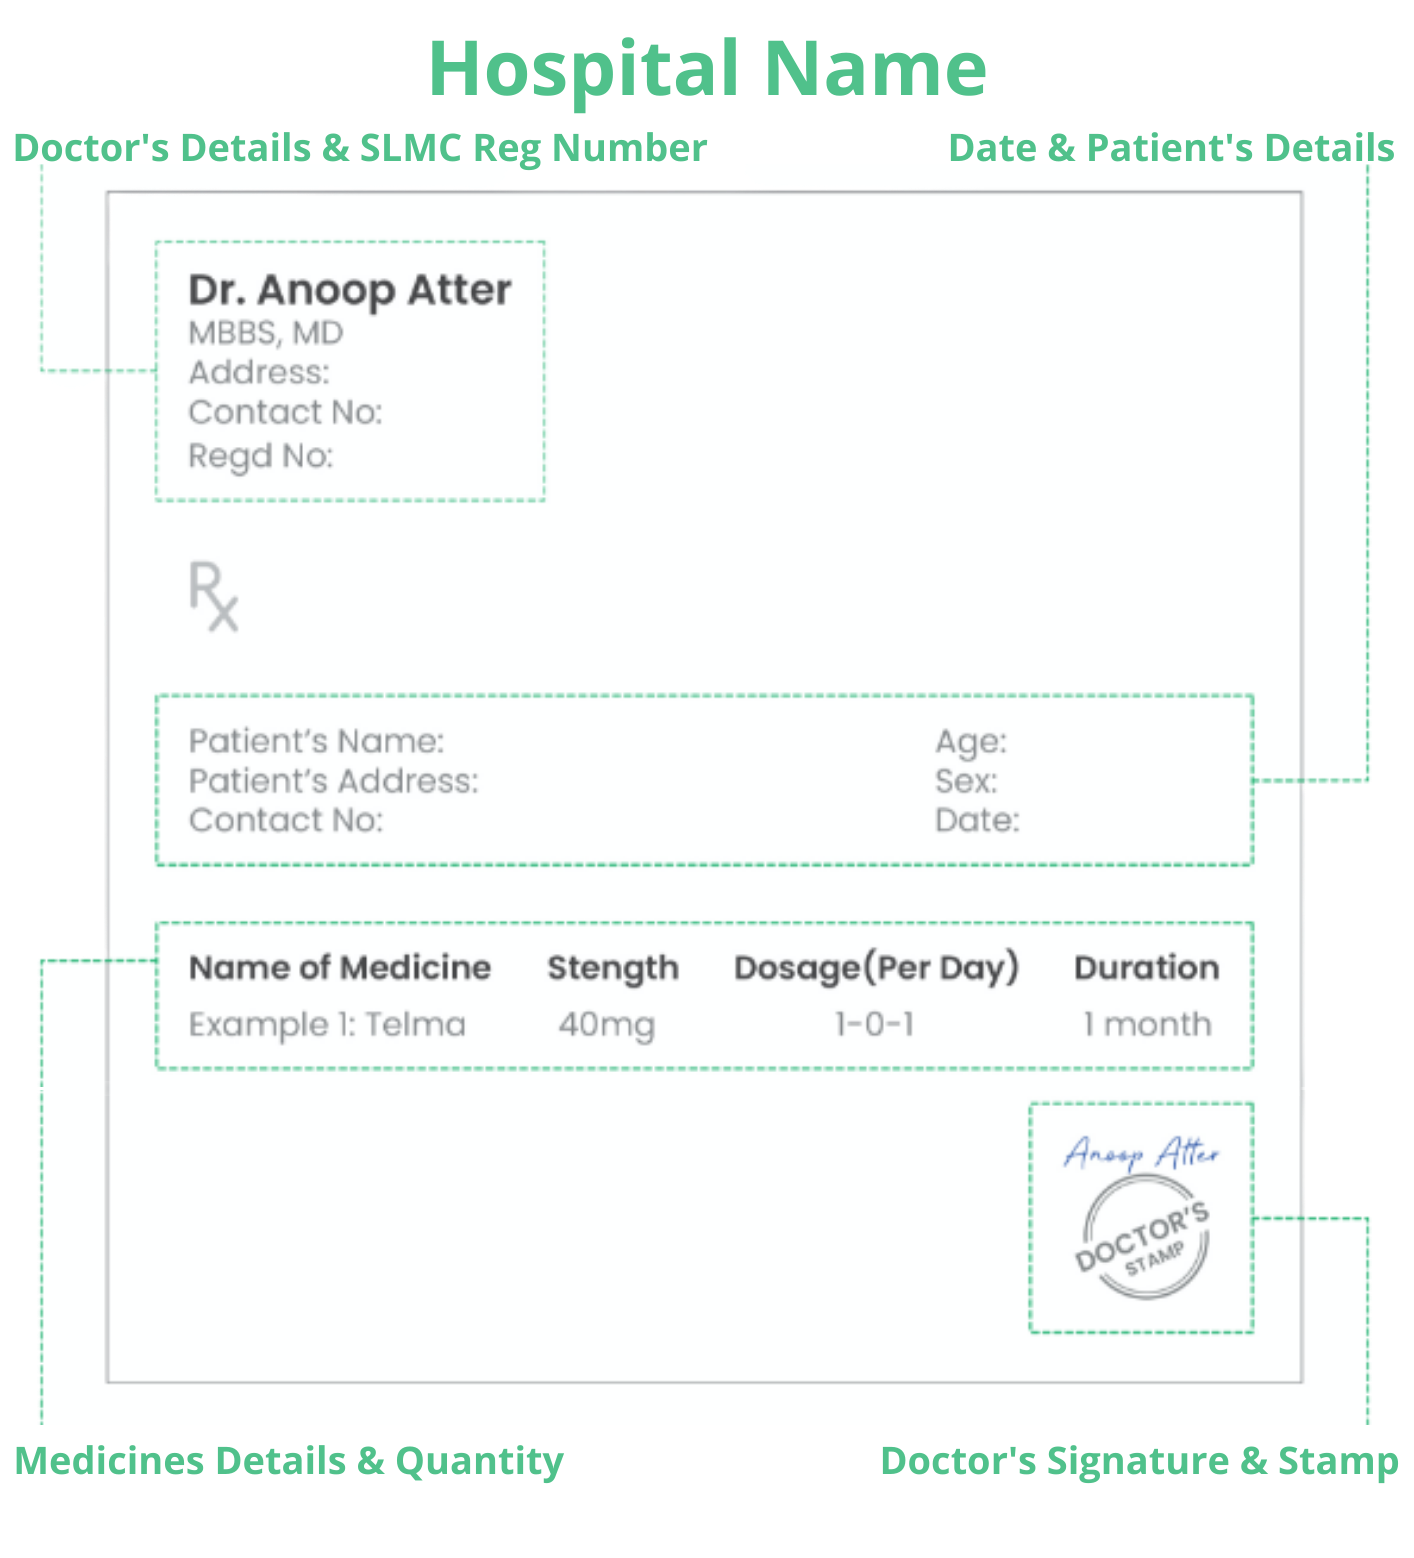 Hospital Name
Doctor's Details & SLMC Reg Number
Date & Patient's Details
Dr. Anoop Atter
MBBS, MD
Address:
Contact No:
Regd No:
Rx
Patient’s Name:
Age:
Patient’s Address:
Sex:
Contact No:
Date:
Name of Medicine Stength Dosage(Per Day) Duration
Example 1: Telma 40mg 1-0-1 1 month
Anoop Atter
DOCTOR'S
STAMP
Medicines Details & Quantity
Doctor's Signature & Stamp